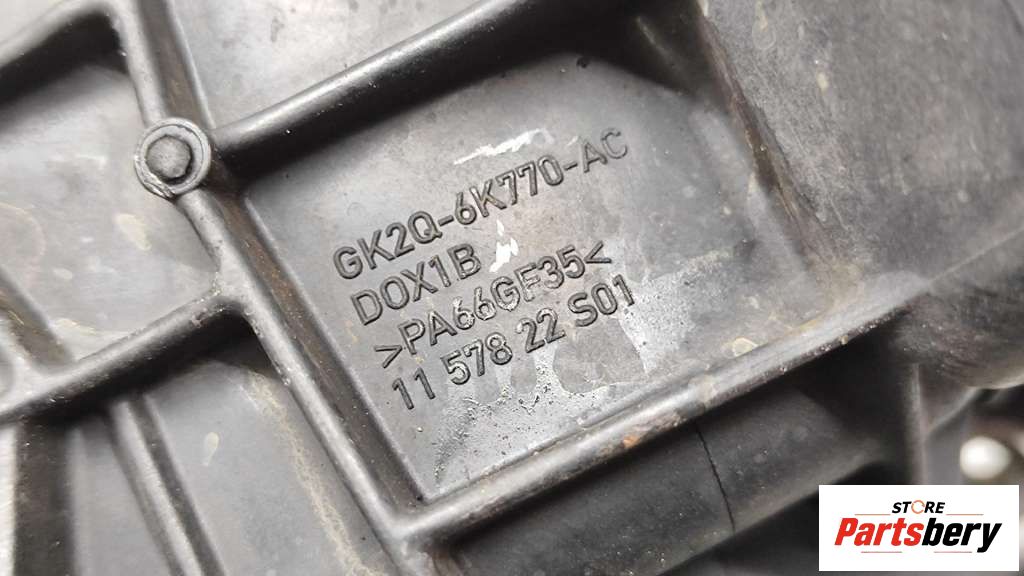 GK2Q-6K770-AC
DOX1B
>PA66GF35<
11 578 22 S01
STORE
Partsbery